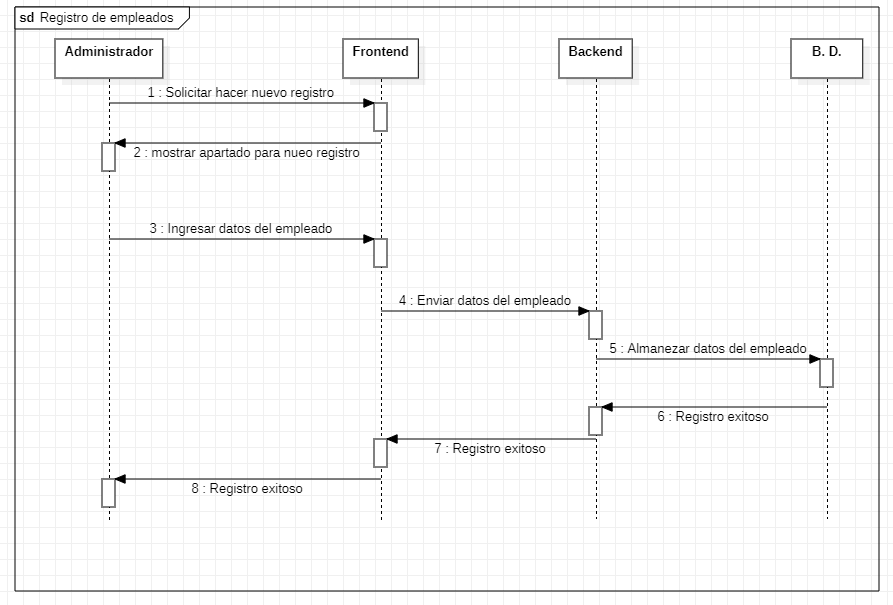 sd Registro de empleados
Administrador
Frontend
Backend
B. D.
1 : Solicitar hacer nuevo registro
2 : mostrar apartado para nueo registro
3 : Ingresar datos del empleado
4 : Enviar datos del empleado
5 : Almanezar datos del empleado
6 : Registro exitoso
7 : Registro exitoso
8 : Registro exitoso